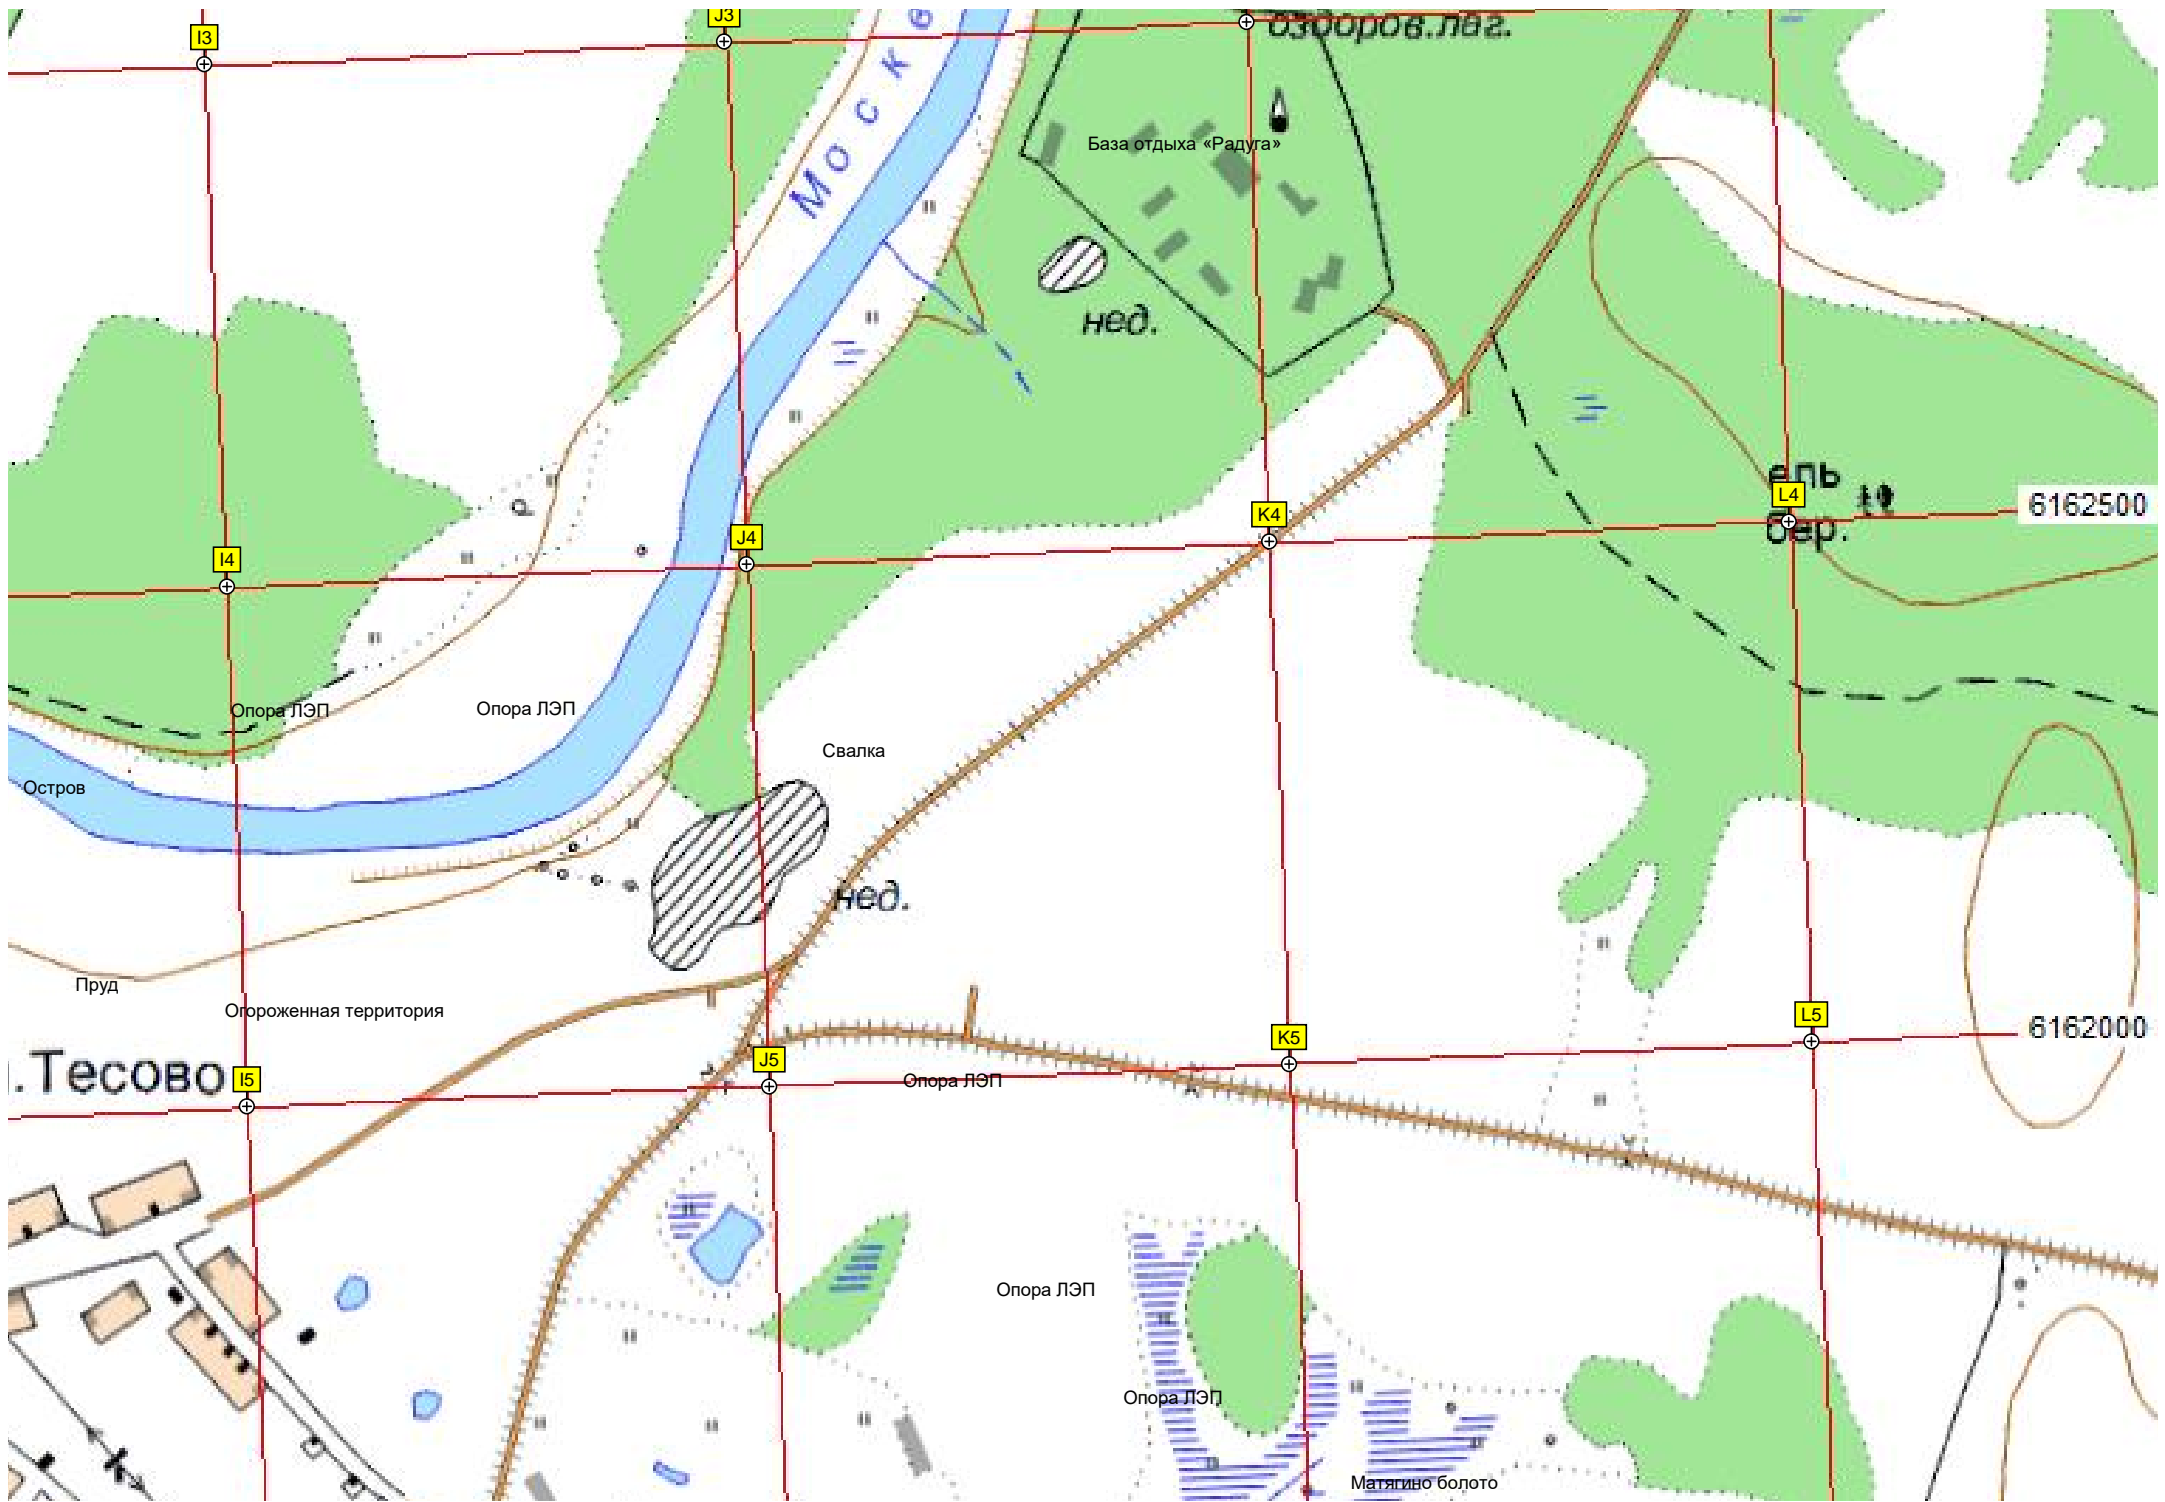 I3
J3
оздоров.лаг.
Моск
База отдыха «Радуга»
нед.
ель
L4
6162500
бер.
K4
J4
I4
Опора ЛЭП
Опора ЛЭП
Свалка
Остров
нед.
Пруд
Огороженная территория
L5
6162000
K5
J5
.Тесово
I5
Опора ЛЭП
Опора ЛЭП
Опора ЛЭП
Матягино болото